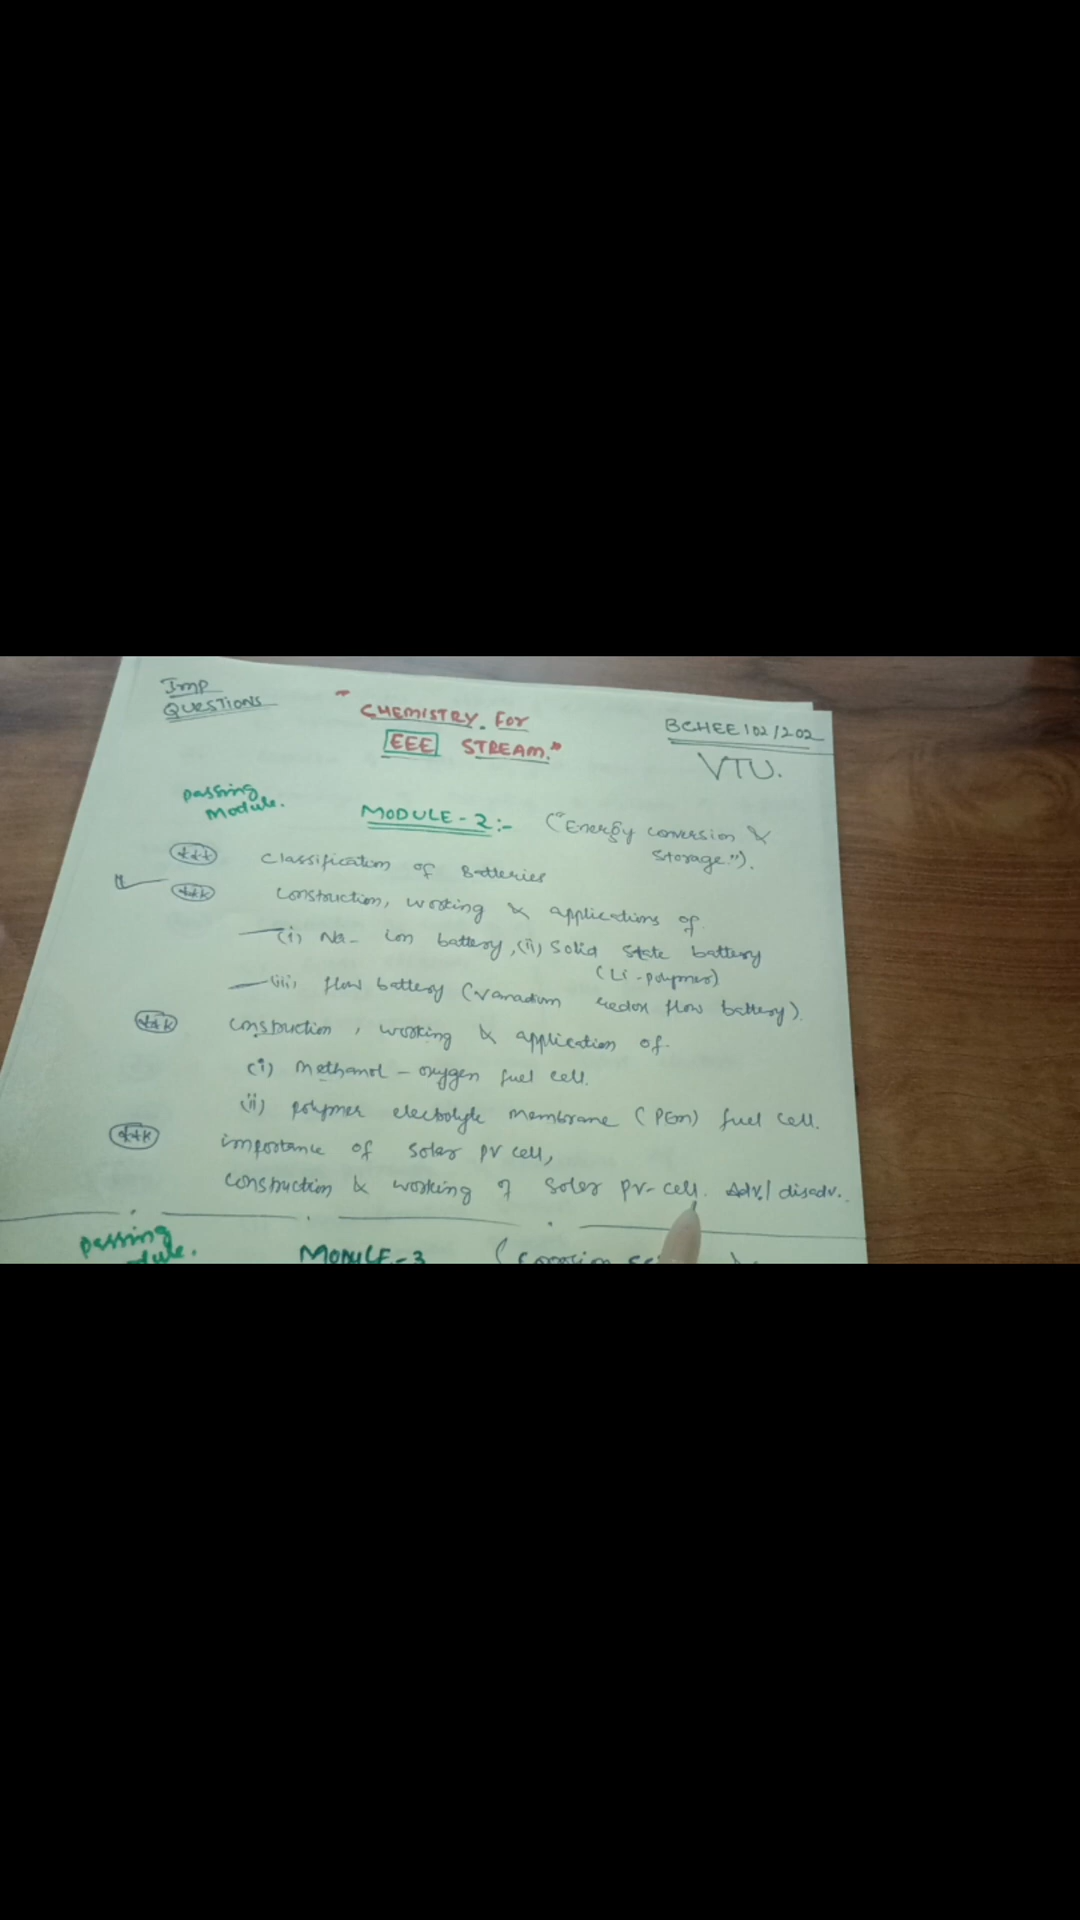 Imp
QUESTIONS
"CHEMISTRY For
EEE STREAM."
BCHEE102/202
VTU.
passing
Module.
MODULE-2:- ("Energy conversion &
storage.").
*** Classification of Batteries
*** construction, working & applications of
(i) Na-ion battery, (ii) Solid state battery
(Li-polymer)
(iii) flow battery (vanadium redox flow battery).
*** construction, working & application of
(i) Methanol-oxygen fuel cell.
(ii) polymer electrolyte membrane (PEM) fuel cell.
*** importance of solar PV cell,
construction & working of solar PV-cell. Adv./disadv.
passing
MODULE-3